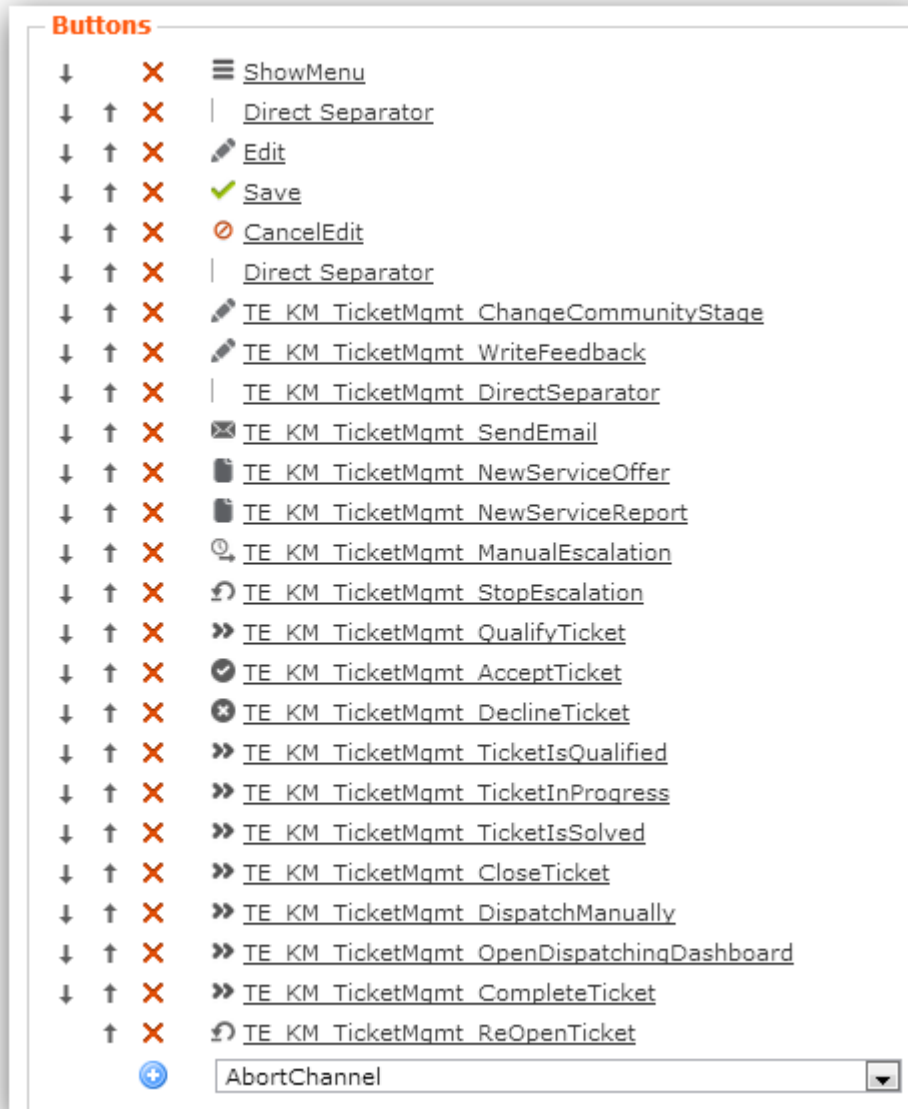 Buttons
ShowMenu
Direct Separator
Edit
Save
CancelEdit
Direct Separator
TE_KM_TicketMgmt_ChangeCommunityStage
TE_KM_TicketMgmt_WriteFeedback
TE_KM_TicketMgmt_DirectSeparator
TE_KM_TicketMgmt_SendEmail
TE_KM_TicketMgmt_NewServiceOffer
TE_KM_TicketMgmt_NewServiceReport
TE_KM_TicketMgmt_ManualEscalation
TE_KM_TicketMgmt_StopEscalation
TE_KM_TicketMgmt_QualifyTicket
TE_KM_TicketMgmt_AcceptTicket
TE_KM_TicketMgmt_DeclineTicket
TE_KM_TicketMgmt_TicketIsQualified
TE_KM_TicketMgmt_TicketInProgress
TE_KM_TicketMgmt_TicketIsSolved
TE_KM_TicketMgmt_CloseTicket
TE_KM_TicketMgmt_DispatchManually
TE_KM_TicketMgmt_OpenDispatchingDashboard
TE_KM_TicketMgmt_CompleteTicket
TE_KM_TicketMgmt_ReOpenTicket
AbortChannel